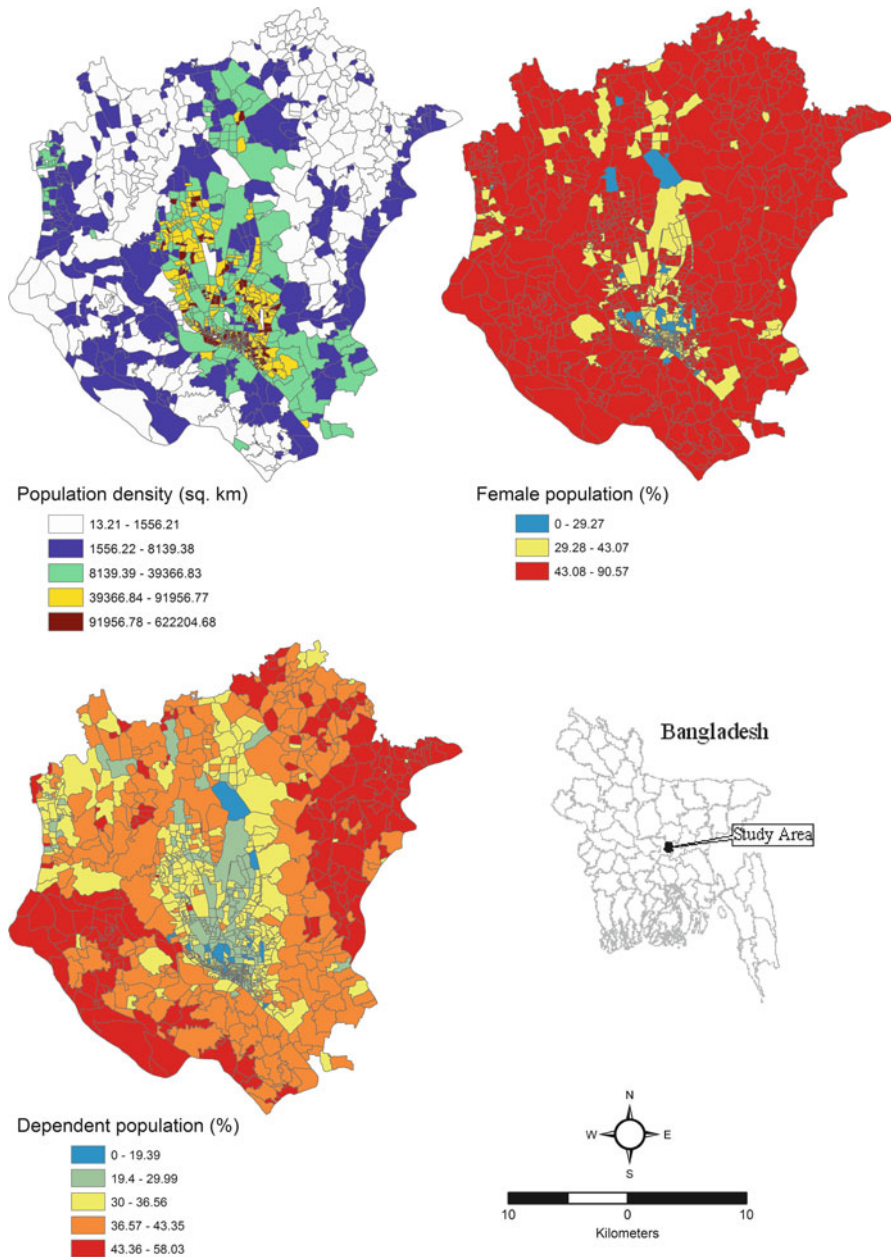 Population density (sq. km)
13.21 - 1556.21
1556.22 - 8139.38
8139.39 - 39366.83
39366.84 - 91956.77
91956.78 - 622204.68
Female population (%)
0 - 29.27
29.28 - 43.07
43.08 - 90.57
Bangladesh
Study Area
Dependent population (%)
0 - 19.39
19.4 - 29.99
30 - 36.56
36.57 - 43.35
43.36 - 58.03
N
W E
S
10 0 10
Kilometers